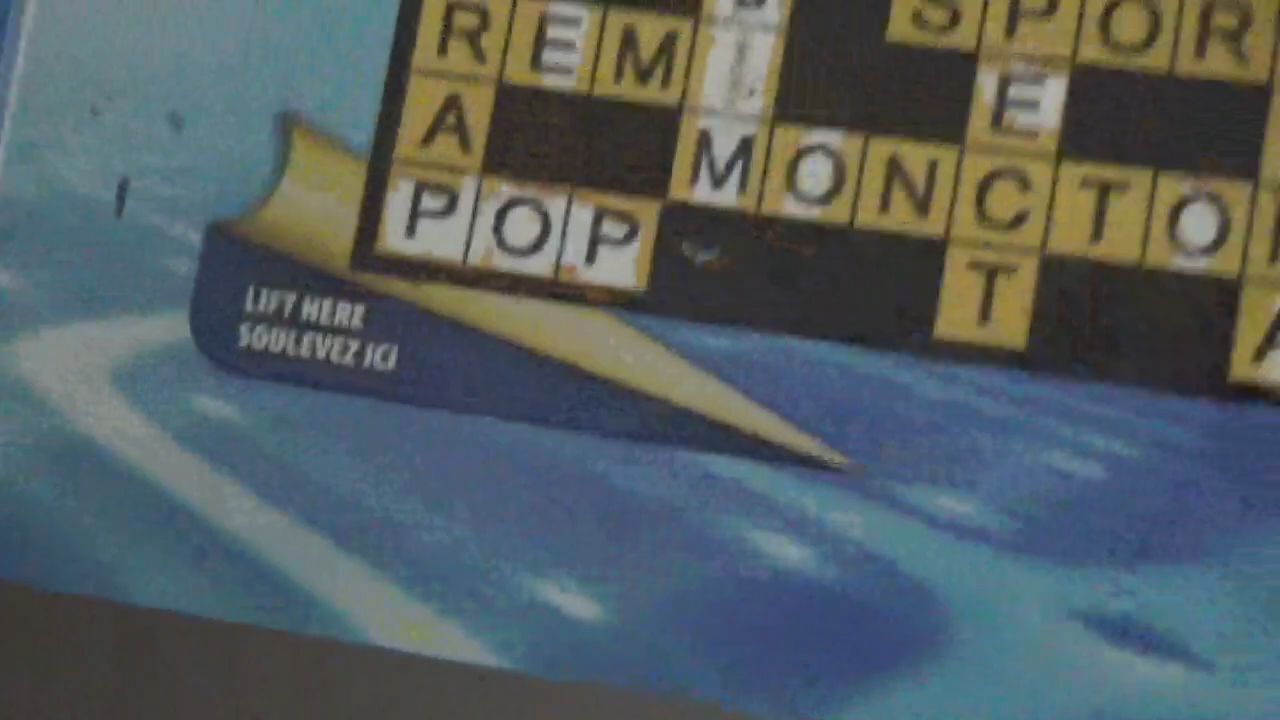 REM
SPOR
A
E
MONCTO
POP
T
LIFT HERE
SOULEVEZ ICI